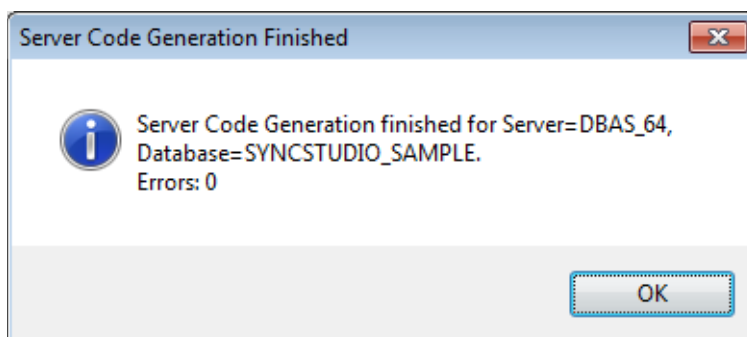 Server Code Generation Finished
Server Code Generation finished for Server=DBAS_64,
Database=SYNCSTUDIO_SAMPLE.
Errors: 0
OK